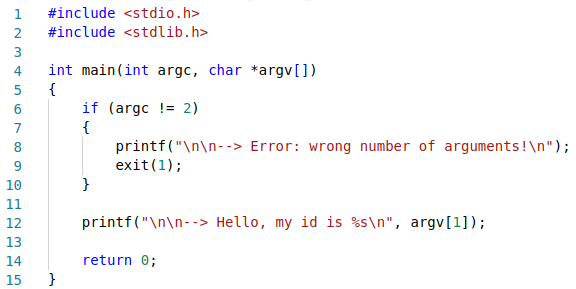 1 #include <stdio.h>
2 #include <stdlib.h>
3
4 int main(int argc, char *argv[])
5 {
6     if (argc != 2)
7     {
8         printf("\n\n--> Error: wrong number of arguments!\n");
9         exit(1);
10     }
11
12     printf("\n\n--> Hello, my id is %s\n", argv[1]);
13
14     return 0;
15 }